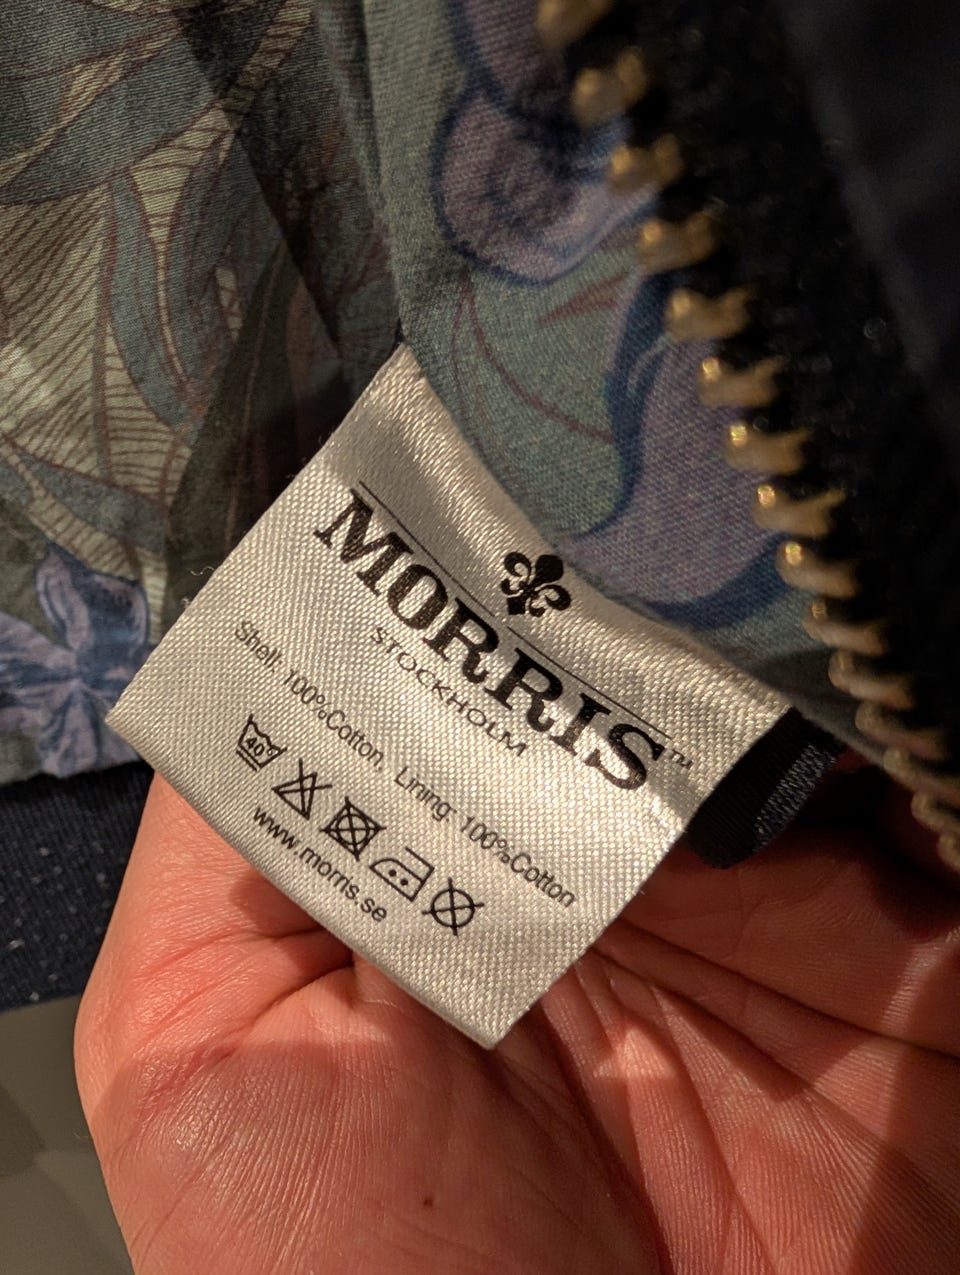 MORRIS™
STOCKHOLM
Shell: 100%Cotton, Lining: 100%Cotton
40°
www.morris.se